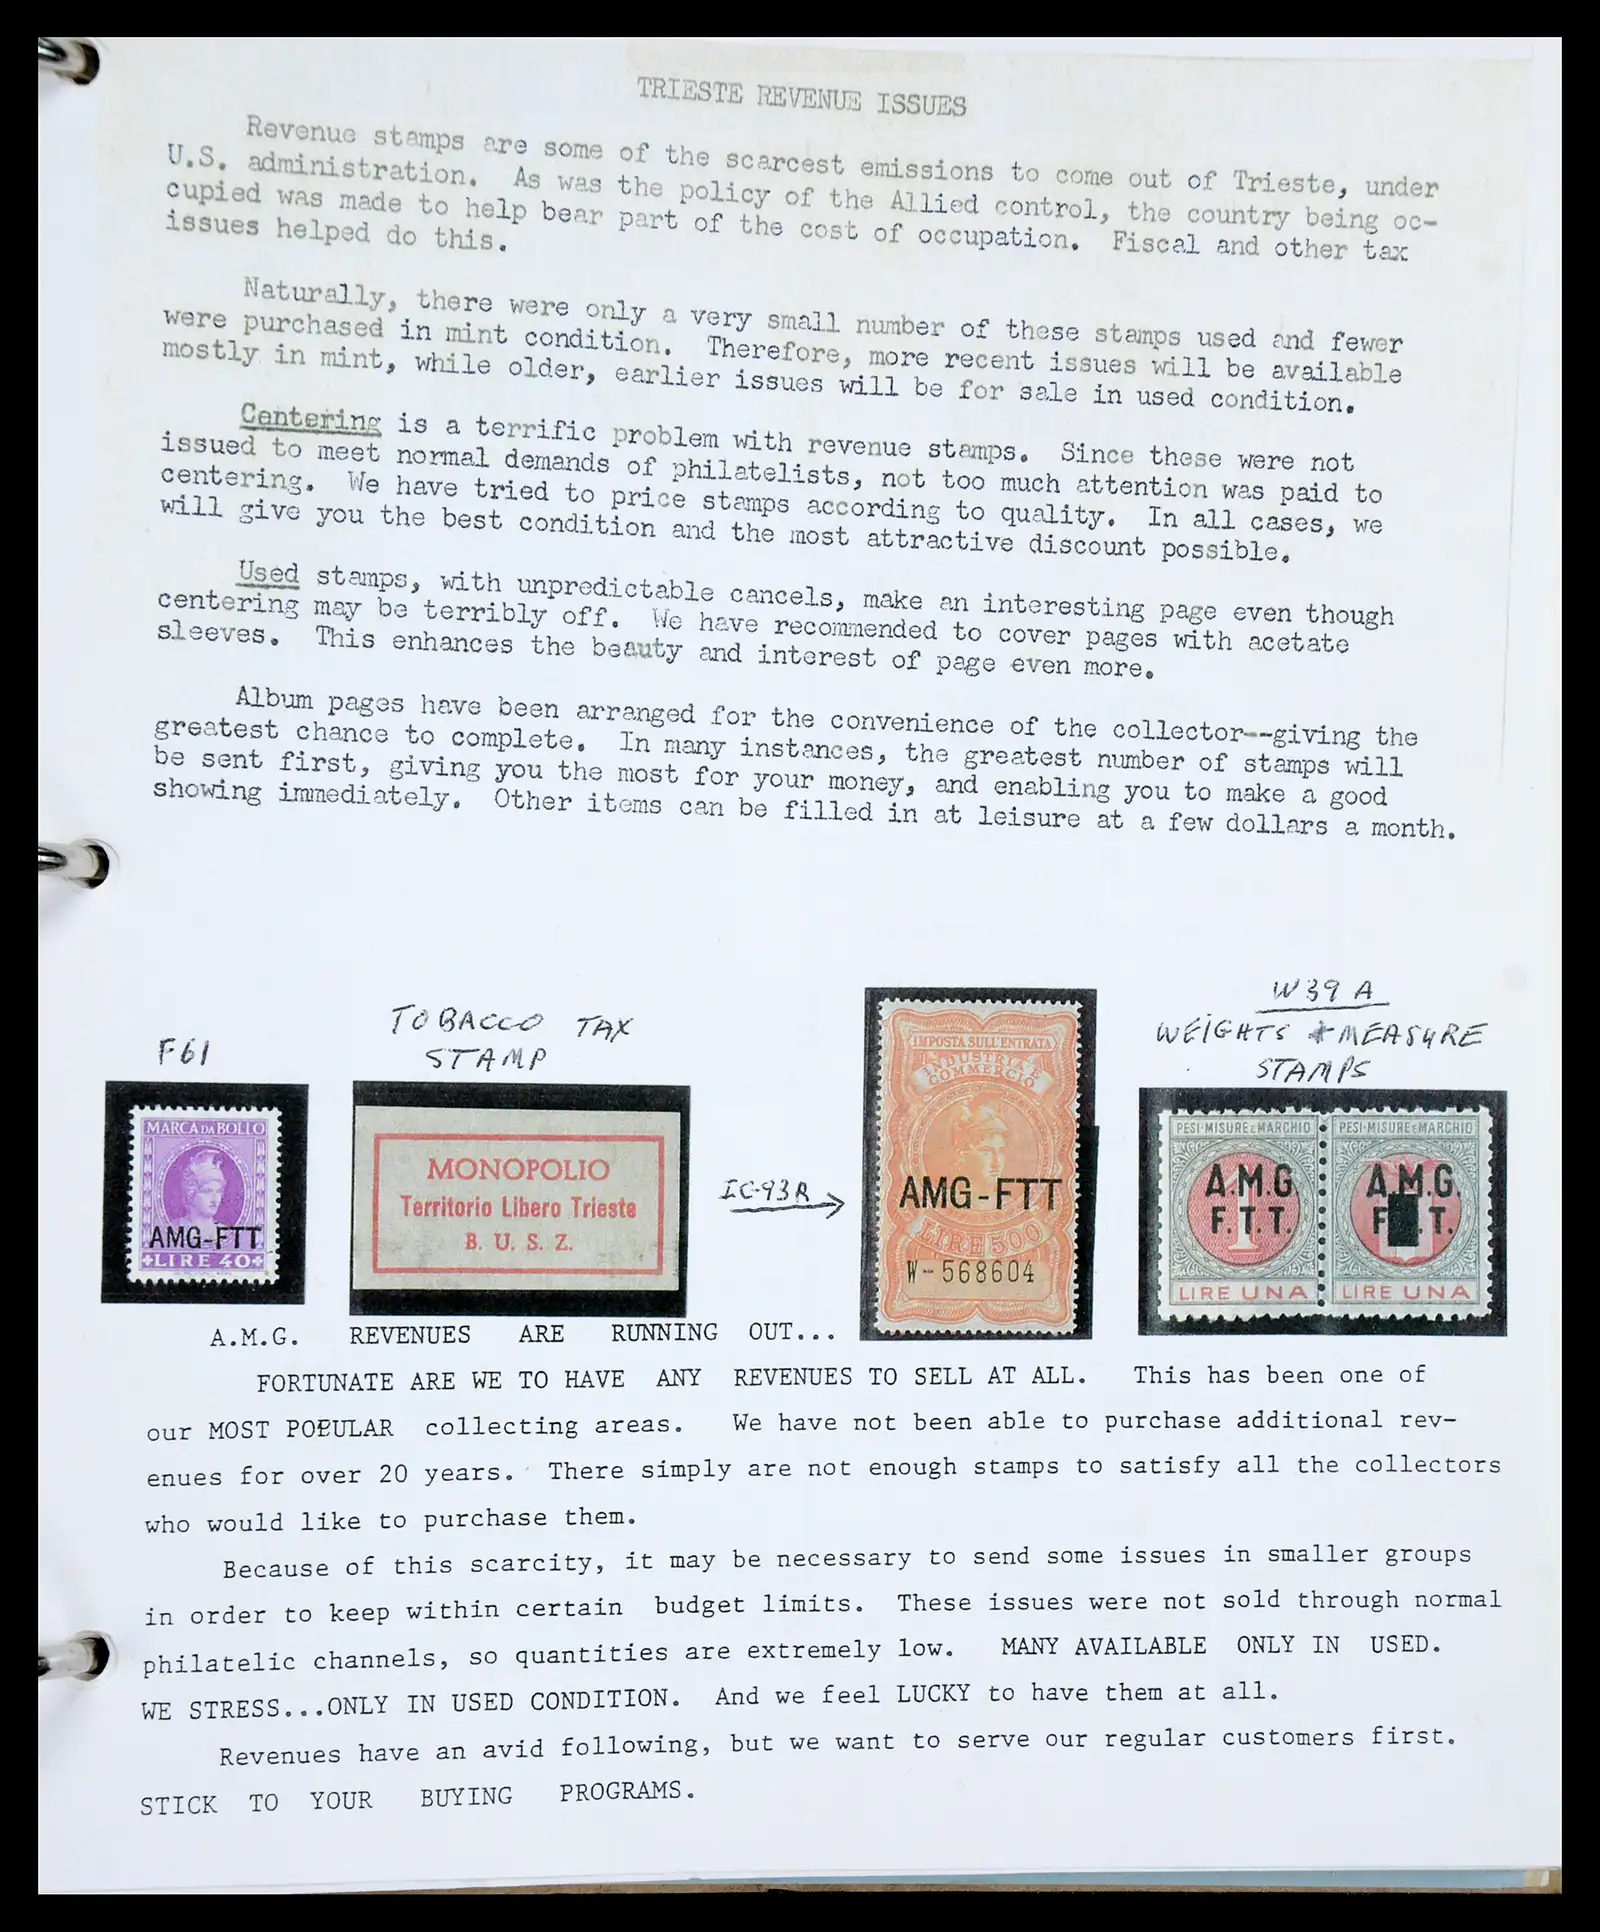 TRIESTE REVENUE ISSUES
Revenue stamps are some of the scarcest emissions to come out of Trieste, under
U.S. administration. As was the policy of the Allied control, the country being oc-
cupied was made to help bear part of the cost of occupation. Fiscal and other tax
issues helped do this.
Naturally, there were only a very small number of these stamps used and fewer
were purchased in mint condition. Therefore, more recent issues will be available
mostly in mint, while older, earlier issues will be for sale in used condition.
Centering is a terrific problem with revenue stamps. Since these were not
issued to meet normal demands of philatelists, not too much attention was paid to
centering. We have tried to price stamps according to quality. In all cases, we
will give you the best condition and the most attractive discount possible.
Used stamps, with unpredictable cancels, make an interesting page even though
centering may be terribly off. We have recommended to cover pages with acetate
sleeves. This enhances the beauty and interest of page even more.
Album pages have been arranged for the convenience of the collector--giving the
greatest chance to complete. In many instances, the greatest number of stamps will
be sent first, giving you the most for your money, and enabling you to make a good
showing immediately. Other items can be filled in at leisure at a few dollars a month.
F61
TOBACCO TAX
STAMP
W39A
WEIGHTS & MEASURE
STAMPS
MARCA DA BOLLO
AMG-FTT
LIRE 40
MONOPOLIO
Territorio Libero Trieste
B. U. S. Z.
IC-93A
IMPOSTA SULL'ENTRATA
INDUSTRIA E
COMMERCIO
AMG-FTT
LIRE 500
W-568604
PESI-MISURE E MARCHIO
A.M.G
F.T.T.
1
LIRE UNA
PESI-MISURE E MARCHIO
A.M.G.
F. .T.
LIRE UNA
A.M.G. REVENUES ARE RUNNING OUT...
FORTUNATE ARE WE TO HAVE ANY REVENUES TO SELL AT ALL. This has been one of
our MOST POPULAR collecting areas. We have not been able to purchase additional rev-
enues for over 20 years. There simply are not enough stamps to satisfy all the collectors
who would like to purchase them.
Because of this scarcity, it may be necessary to send some issues in smaller groups
in order to keep within certain budget limits. These issues were not sold through normal
philatelic channels, so quantities are extremely low. MANY AVAILABLE ONLY IN USED.
WE STRESS...ONLY IN USED CONDITION. And we feel LUCKY to have them at all.
Revenues have an avid following, but we want to serve our regular customers first.
STICK TO YOUR BUYING PROGRAMS.